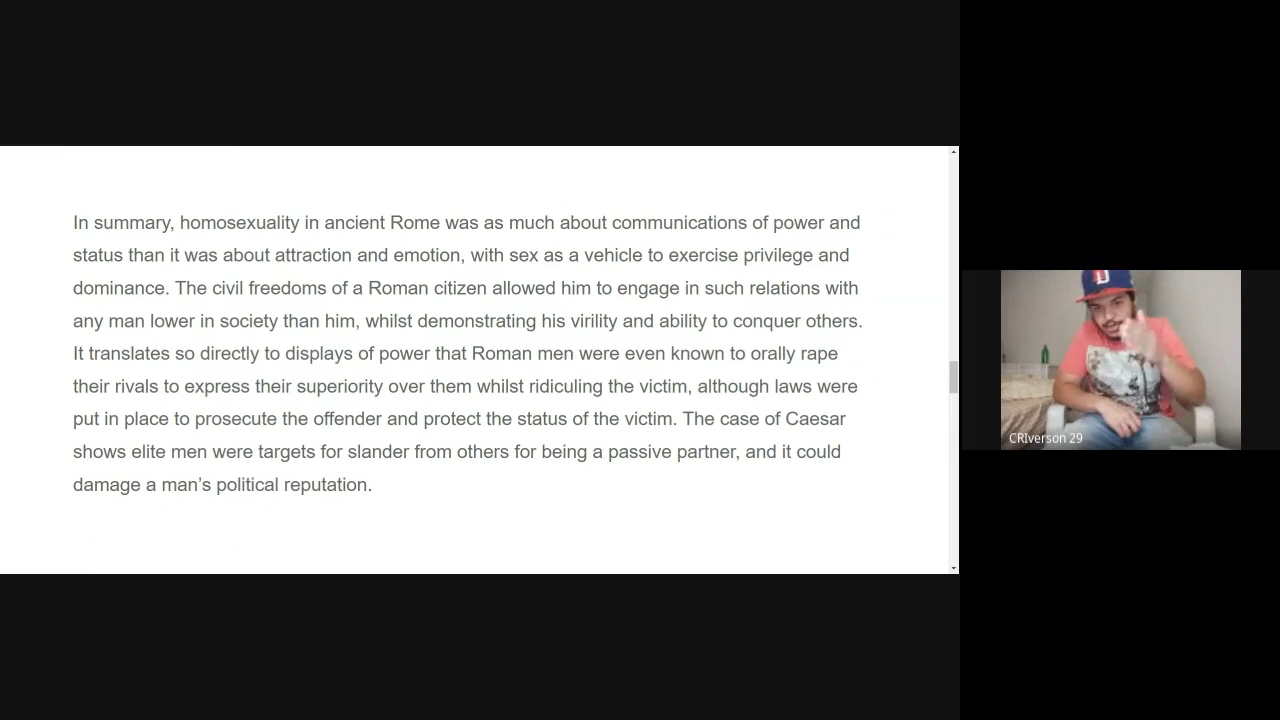 In summary, homosexuality in ancient Rome was as much about communications of power and
status than it was about attraction and emotion, with sex as a vehicle to exercise privilege and
dominance. The civil freedoms of a Roman citizen allowed him to engage in such relations with
any man lower in society than him, whilst demonstrating his virility and ability to conquer others.
It translates so directly to displays of power that Roman men were even known to orally rape
their rivals to express their superiority over them whilst ridiculing the victim, although laws were
put in place to prosecute the offender and protect the status of the victim. The case of Caesar
shows elite men were targets for slander from others for being a passive partner, and it could
damage a man’s political reputation.
CRIverson 29